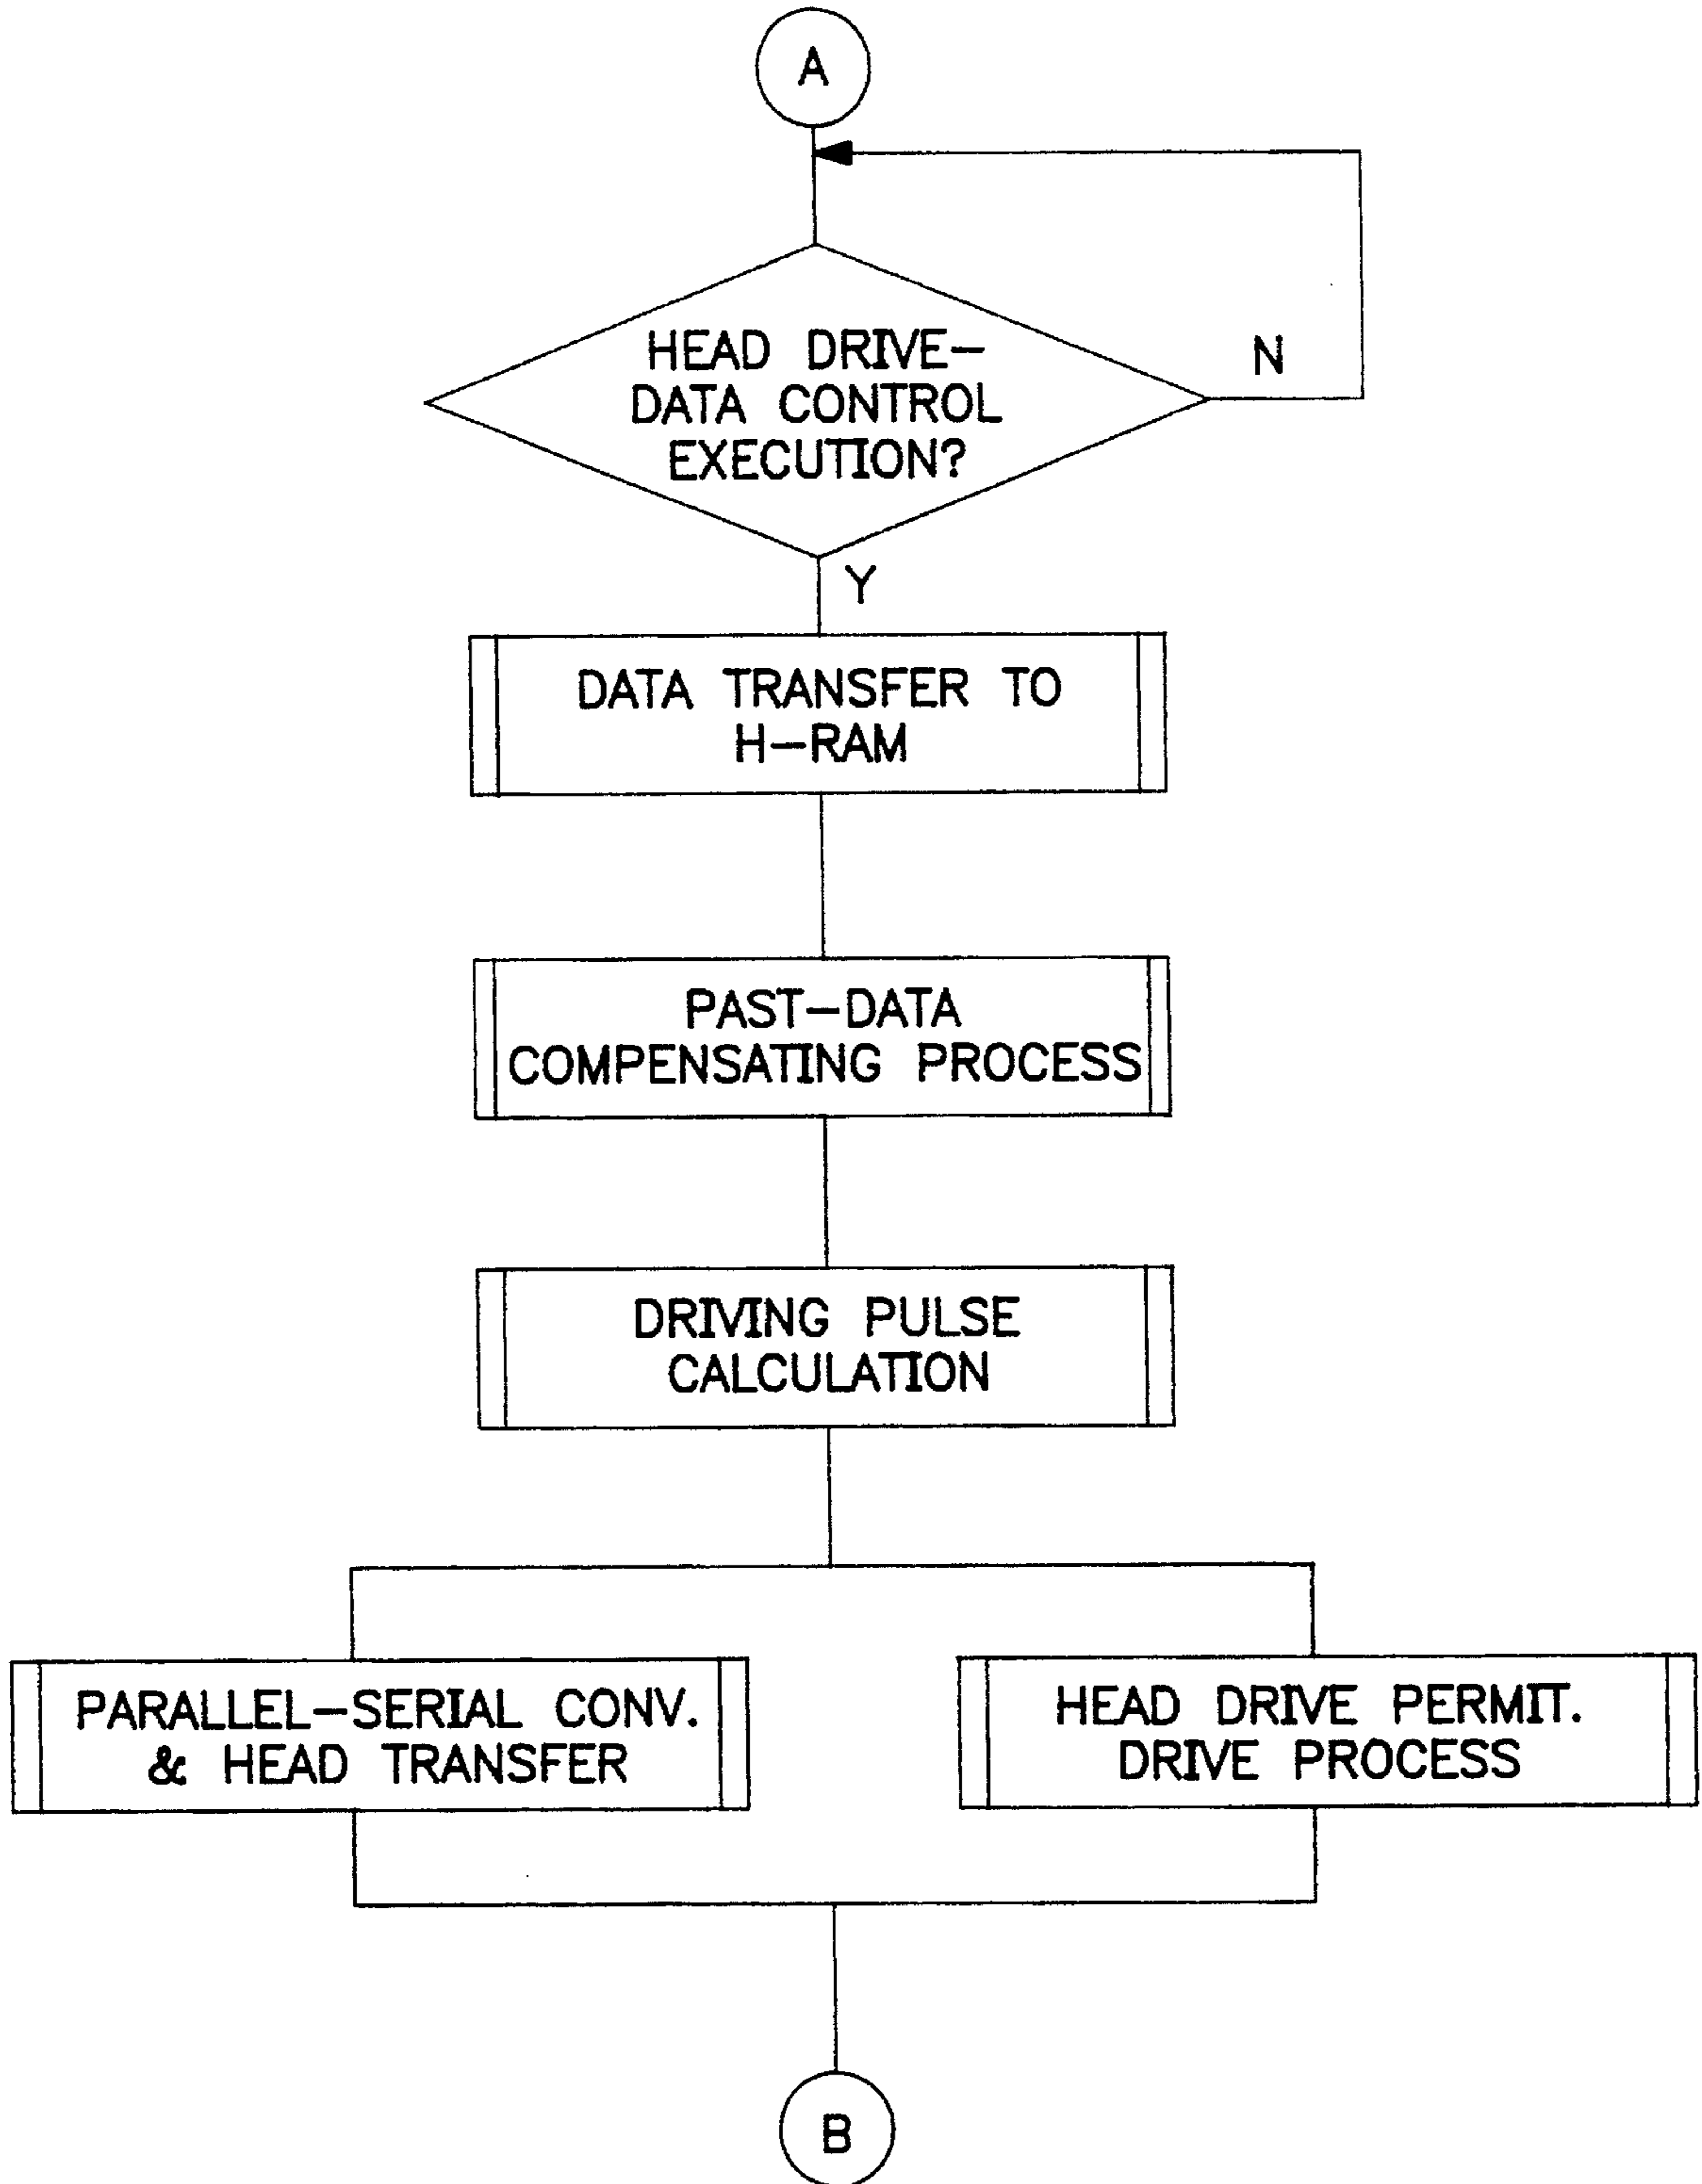 A
HEAD DRIVE-
DATA CONTROL
EXECUTION?
N
Y
DATA TRANSFER TO
H-RAM
PAST-DATA
COMPENSATING PROCESS
DRIVING PULSE
CALCULATION
PARALLEL-SERIAL CONV.
& HEAD TRANSFER
HEAD DRIVE PERMIT.
DRIVE PROCESS
B